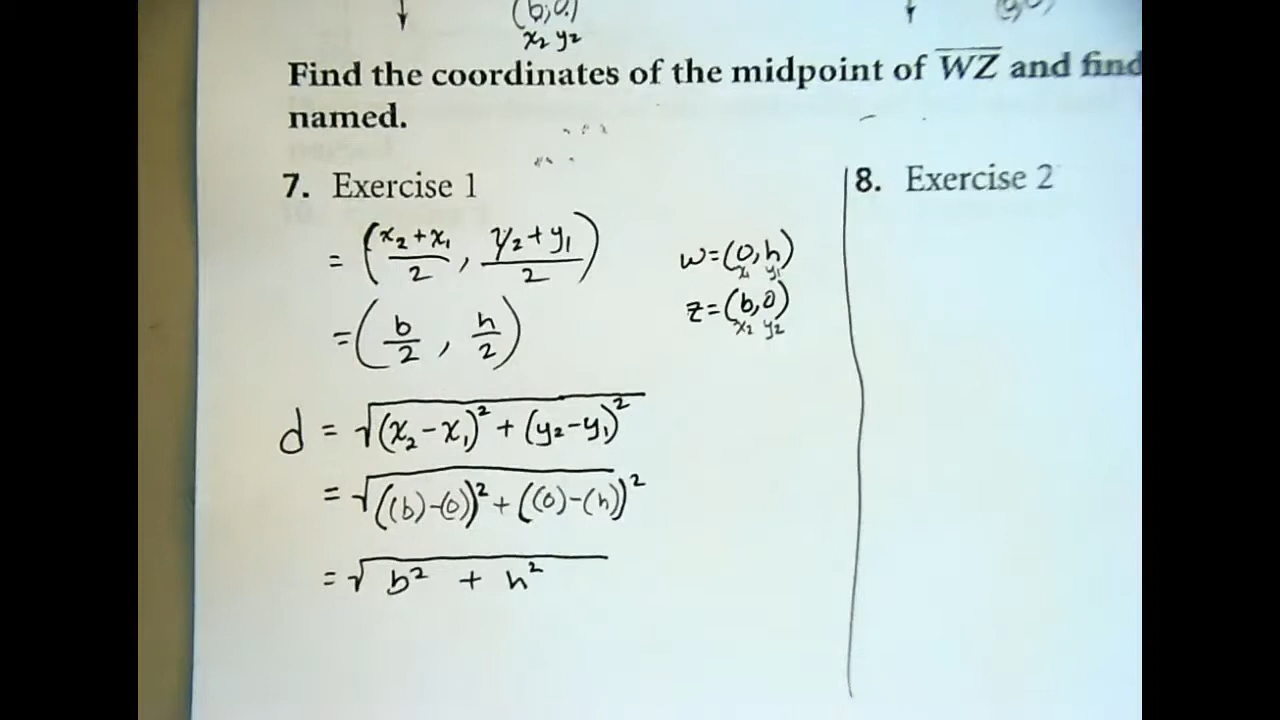 (b,0)
x₂ y₂
Find the coordinates of the midpoint of W̅Z̅ and find
named.
7. Exercise 1
= (x₂+x₁/2, y₂+y₁/2)
= (b/2, h/2)
w=(0,h)
x₁ y₁
z=(b,0)
x₂ y₂
d = √(x₂-x₁)²+(y₂-y₁)²
= √((b)-(0))²+((0)-(h))²
= √b² + h²
8. Exercise 2